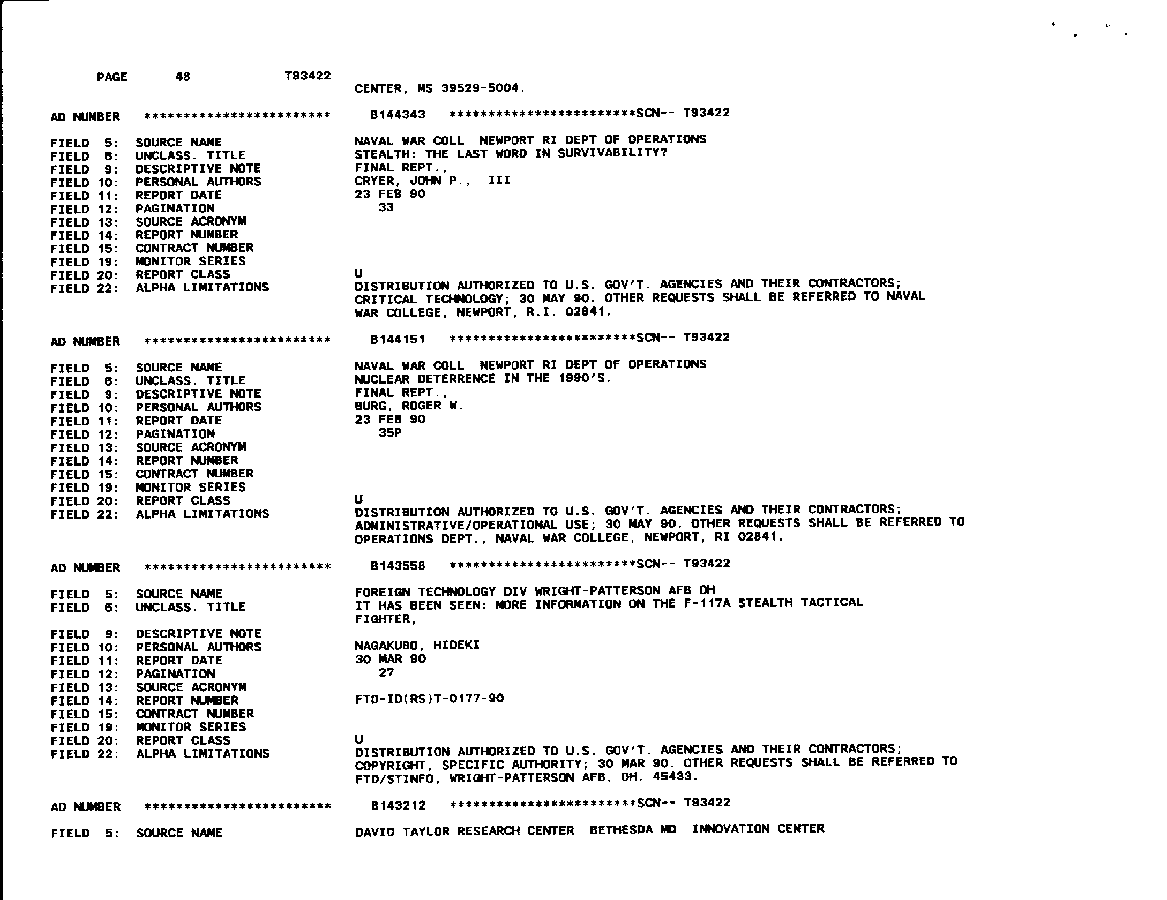 PAGE 48 T93422
CENTER, MS 39529-5004.
AD NUMBER ************************ B144343 ************************SCN-- T93422
FIELD 5: SOURCE NAME NAVAL WAR COLL NEWPORT RI DEPT OF OPERATIONS
FIELD 6: UNCLASS. TITLE STEALTH: THE LAST WORD IN SURVIVABILITY?
FIELD 9: DESCRIPTIVE NOTE FINAL REPT.,
FIELD 10: PERSONAL AUTHORS CRYER, JOHN P., III
FIELD 11: REPORT DATE 23 FEB 90
FIELD 12: PAGINATION 33
FIELD 13: SOURCE ACRONYM
FIELD 14: REPORT NUMBER
FIELD 15: CONTRACT NUMBER
FIELD 19: MONITOR SERIES
FIELD 20: REPORT CLASS U
FIELD 22: ALPHA LIMITATIONS DISTRIBUTION AUTHORIZED TO U.S. GOV'T. AGENCIES AND THEIR CONTRACTORS;
CRITICAL TECHNOLOGY; 30 MAY 90. OTHER REQUESTS SHALL BE REFERRED TO NAVAL
WAR COLLEGE, NEWPORT, R.I. 02841.
AD NUMBER ************************ B144151 ************************SCN-- T93422
FIELD 5: SOURCE NAME NAVAL WAR COLL NEWPORT RI DEPT OF OPERATIONS
FIELD 6: UNCLASS. TITLE NUCLEAR DETERRENCE IN THE 1990'S.
FIELD 9: DESCRIPTIVE NOTE FINAL REPT.,
FIELD 10: PERSONAL AUTHORS BURG, ROGER W.
FIELD 11: REPORT DATE 23 FEB 90
FIELD 12: PAGINATION 35P
FIELD 13: SOURCE ACRONYM
FIELD 14: REPORT NUMBER
FIELD 15: CONTRACT NUMBER
FIELD 19: MONITOR SERIES
FIELD 20: REPORT CLASS U
FIELD 22: ALPHA LIMITATIONS DISTRIBUTION AUTHORIZED TO U.S. GOV'T. AGENCIES AND THEIR CONTRACTORS;
ADMINISTRATIVE/OPERATIONAL USE; 30 MAY 90. OTHER REQUESTS SHALL BE REFERRED TO
OPERATIONS DEPT., NAVAL WAR COLLEGE, NEWPORT, RI 02841.
AD NUMBER ************************ B143558 ************************SCN-- T93422
FIELD 5: SOURCE NAME FOREIGN TECHNOLOGY DIV WRIGHT-PATTERSON AFB OH
FIELD 6: UNCLASS. TITLE IT HAS BEEN SEEN: MORE INFORMATION ON THE F-117A STEALTH TACTICAL
FIGHTER,
FIELD 9: DESCRIPTIVE NOTE
FIELD 10: PERSONAL AUTHORS NAGAKUBO, HIDEKI
FIELD 11: REPORT DATE 30 MAR 90
FIELD 12: PAGINATION 27
FIELD 13: SOURCE ACRONYM
FIELD 14: REPORT NUMBER FTD-ID(RS)T-0177-90
FIELD 15: CONTRACT NUMBER
FIELD 19: MONITOR SERIES
FIELD 20: REPORT CLASS U
FIELD 22: ALPHA LIMITATIONS DISTRIBUTION AUTHORIZED TO U.S. GOV'T. AGENCIES AND THEIR CONTRACTORS;
COPYRIGHT, SPECIFIC AUTHORITY; 30 MAR 90. OTHER REQUESTS SHALL BE REFERRED TO
FTD/STINFO, WRIGHT-PATTERSON AFB, OH. 45433.
AD NUMBER ************************ B143212 ************************SCN-- T93422
FIELD 5: SOURCE NAME DAVID TAYLOR RESEARCH CENTER BETHESDA MD INNOVATION CENTER